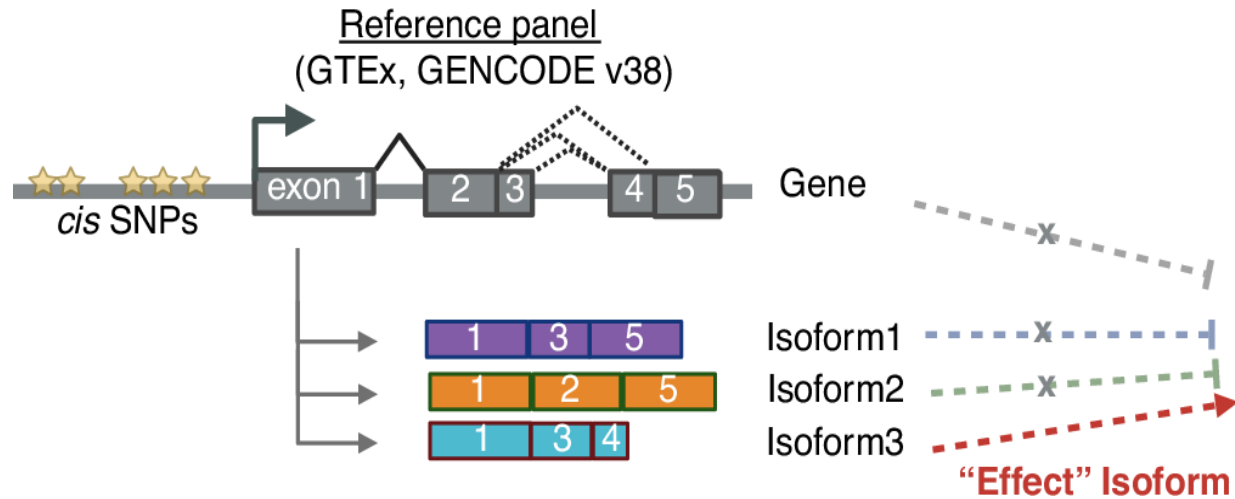 Reference panel
(GTEx, GENCODE v38)
exon 1 2 3 4 5
Gene
cis SNPs
x
1 3 5
Isoform1
x
1 2 5
Isoform2
x
1 3 4
Isoform3
“Effect” Isoform